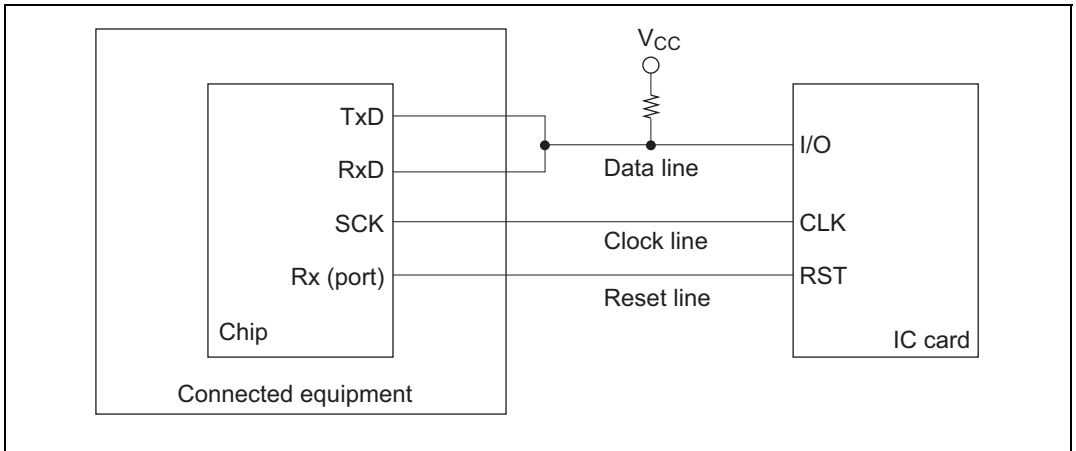 VCC
TxD
RxD
SCK
Rx (port)
Chip
Connected equipment
Data line
Clock line
Reset line
I/O
CLK
RST
IC card